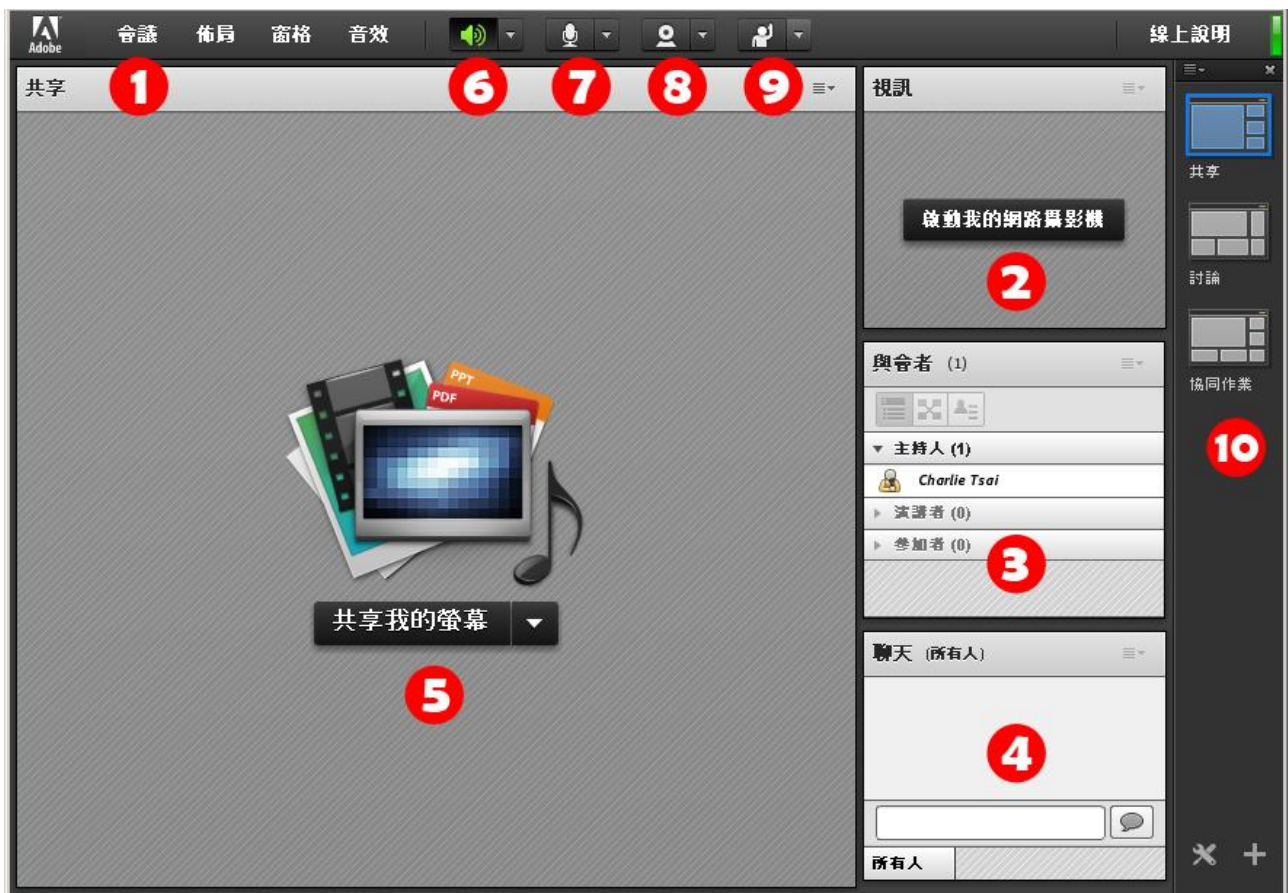 Adobe 會議 佈局 窗格 音效 線上說明
1 6 7 8 9
共享
視訊
啟動我的網路攝影機
2
與會者 (1)
主持人 (1)
Charlie Tsai
演講者 (0)
參加者 (0)
3
聊天 (所有人)
4
所有人
PPT
PDF
共享我的螢幕
5
共享
討論
協同作業
10